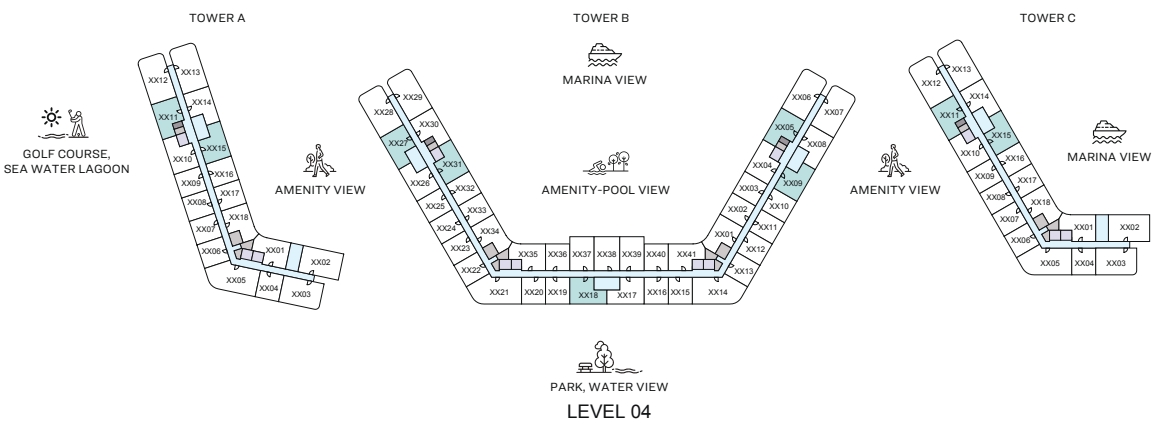 TOWER A
TOWER B
TOWER C
MARINA VIEW
GOLF COURSE,
SEA WATER LAGOON
AMENITY VIEW
AMENITY-POOL VIEW
AMENITY VIEW
MARINA VIEW
XX12
XX13
XX14
XX11
XX15
XX10
XX16
XX09
XX17
XX08
XX18
XX07
XX06
XX01
XX02
XX05
XX04
XX03
XX29
XX28
XX30
XX27
XX31
XX26
XX32
XX25
XX33
XX24
XX34
XX23
XX22
XX35
XX36
XX37
XX38
XX39
XX40
XX41
XX21
XX20
XX19
XX18
XX17
XX16
XX15
XX14
XX06
XX07
XX05
XX08
XX04
XX09
XX03
XX10
XX02
XX11
XX01
XX12
XX13
XX13
XX12
XX14
XX11
XX15
XX10
XX16
XX09
XX17
XX08
XX18
XX07
XX06
XX01
XX02
XX05
XX04
XX03
PARK, WATER VIEW
LEVEL 04